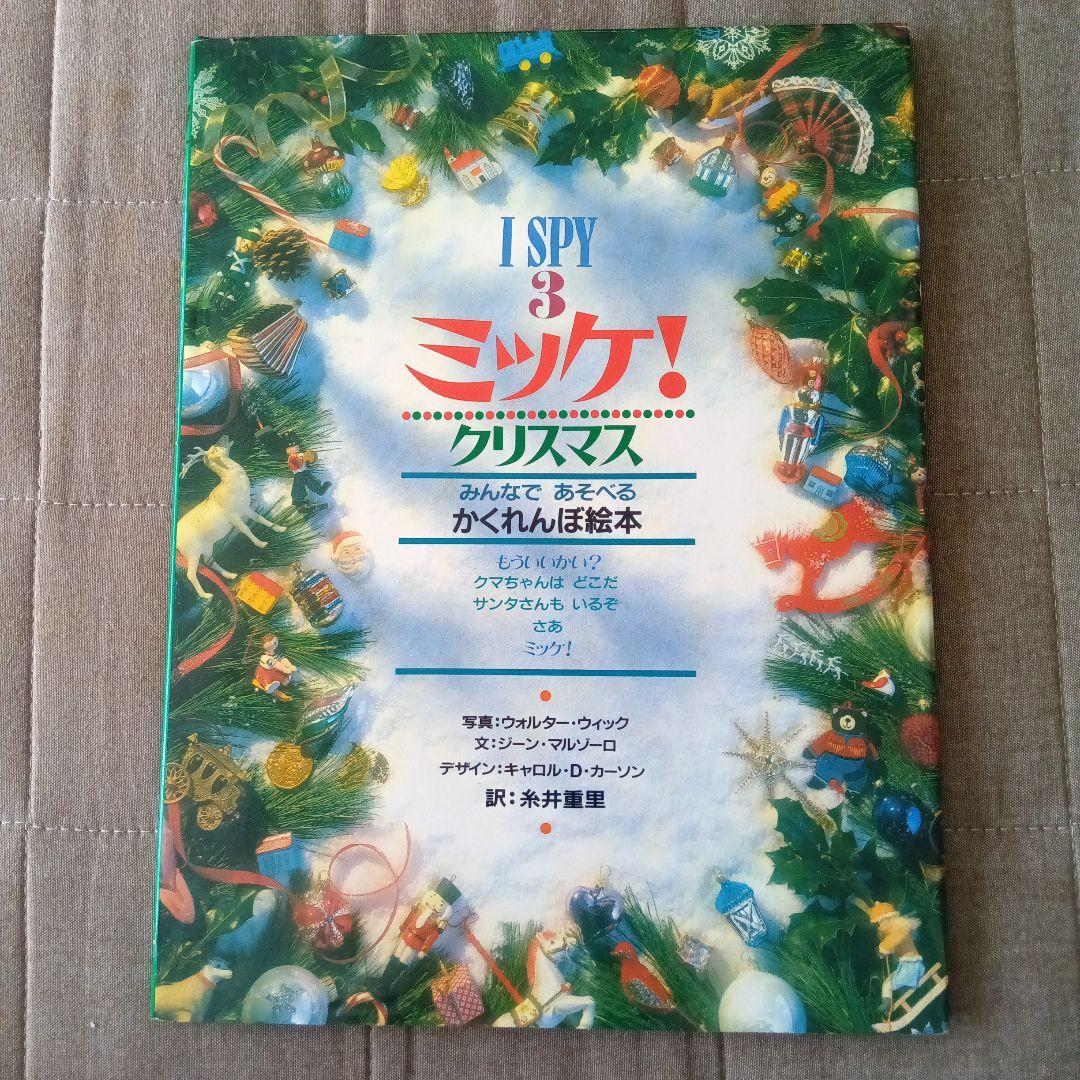 I SPY
3
ミッケ!
クリスマス
みんなで あそべる
かくれんぼ絵本
もういいかい?
クマちゃんは どこだ
サンタさんも いるぞ
さあ
ミッケ!
写真:ウォルター・ウィック
文:ジーン・マルゾーロ
デザイン:キャロル・D・カーソン
訳:糸井重里